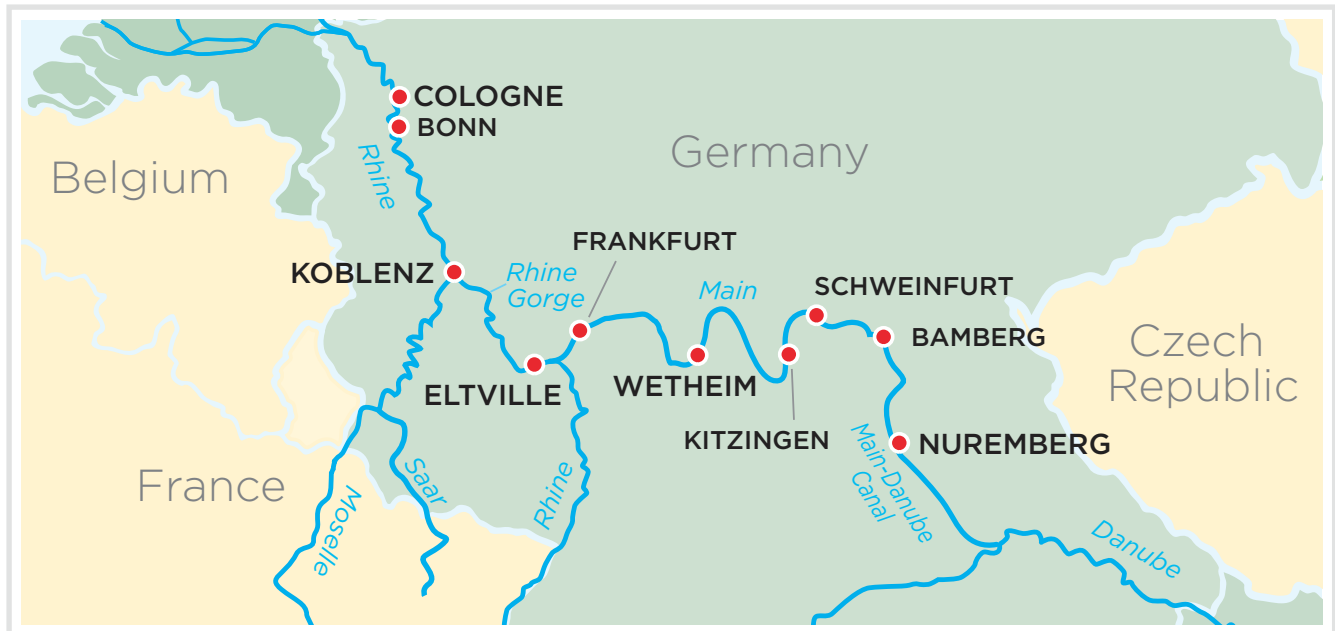 COLOGNE
BONN
Germany
Belgium
Rhine
FRANKFURT
KOBLENZ
Rhine
Gorge
Main
SCHWEINFURT
BAMBERG
Czech
Republic
ELTVILLE
WETHEIM
KITZINGEN
NUREMBERG
Main-Danube
Canal
France
Saar
Moselle
Rhine
Danube